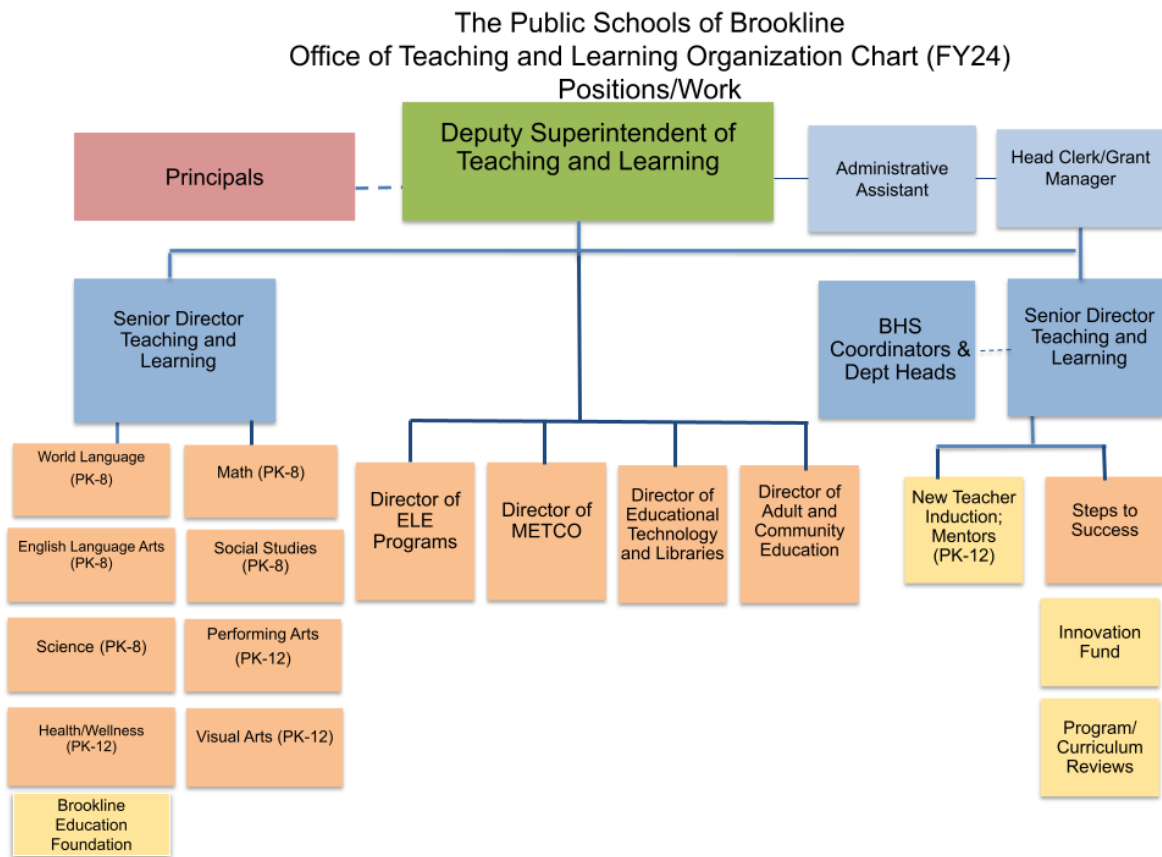 The Public Schools of Brookline
Office of Teaching and Learning Organization Chart (FY24)
Positions/Work
Principals
Deputy Superintendent of
Teaching and Learning
Administrative
Assistant
Head Clerk/Grant
Manager
Senior Director
Teaching and
Learning
BHS
Coordinators &
Dept Heads
Senior Director
Teaching and
Learning
World Language
(PK-8)
Math (PK-8)
English Language Arts
(PK-8)
Social Studies
(PK-8)
Science (PK-8)
Performing Arts
(PK-12)
Health/Wellness
(PK-12)
Visual Arts (PK-12)
Brookline
Education
Foundation
Director of
ELE
Programs
Director of
METCO
Director of
Educational
Technology
and Libraries
Director of
Adult and
Community
Education
New Teacher
Induction;
Mentors
(PK-12)
Steps to
Success
Innovation
Fund
Program/
Curriculum
Reviews